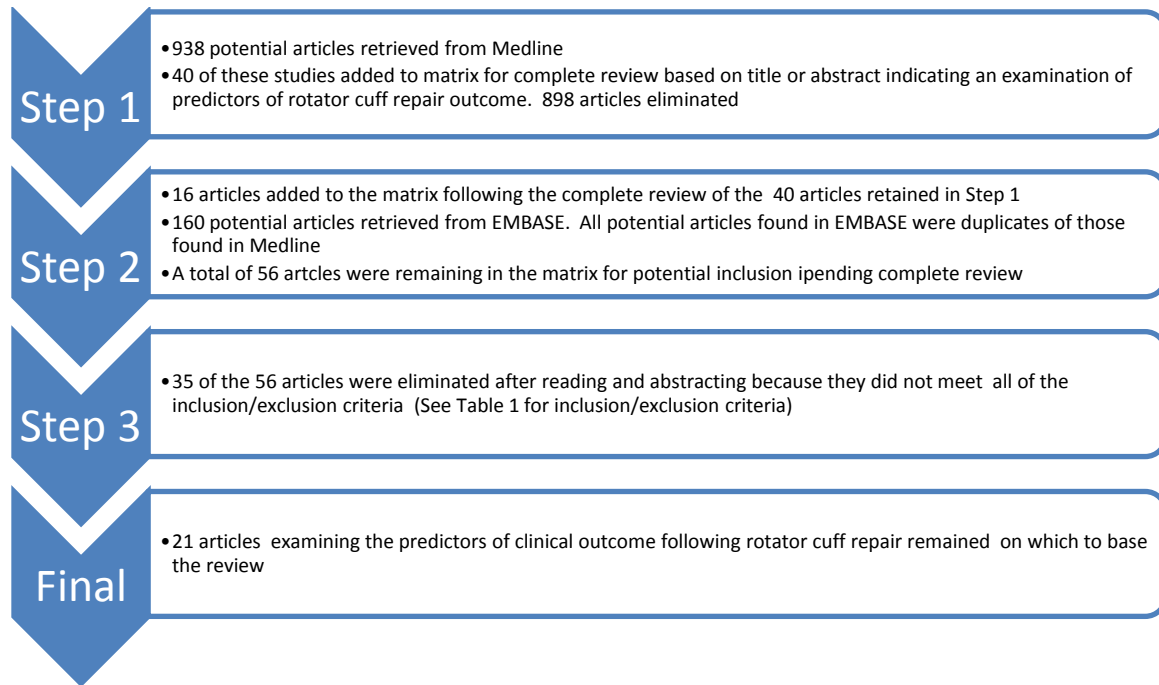 Step 1
•938 potential articles retrieved from Medline
•40 of these studies added to matrix for complete review based on title or abstract indicating an examination of
predictors of rotator cuff repair outcome. 898 articles eliminated
Step 2
•16 articles added to the matrix following the complete review of the 40 articles retained in Step 1
•160 potential articles retrieved from EMBASE. All potential articles found in EMBASE were duplicates of those
found in Medline
•A total of 56 artcles were remaining in the matrix for potential inclusion ipending complete review
Step 3
•35 of the 56 articles were eliminated after reading and abstracting because they did not meet all of the
inclusion/exclusion criteria (See Table 1 for inclusion/exclusion criteria)
Final
•21 articles examining the predictors of clinical outcome following rotator cuff repair remained on which to base
the review